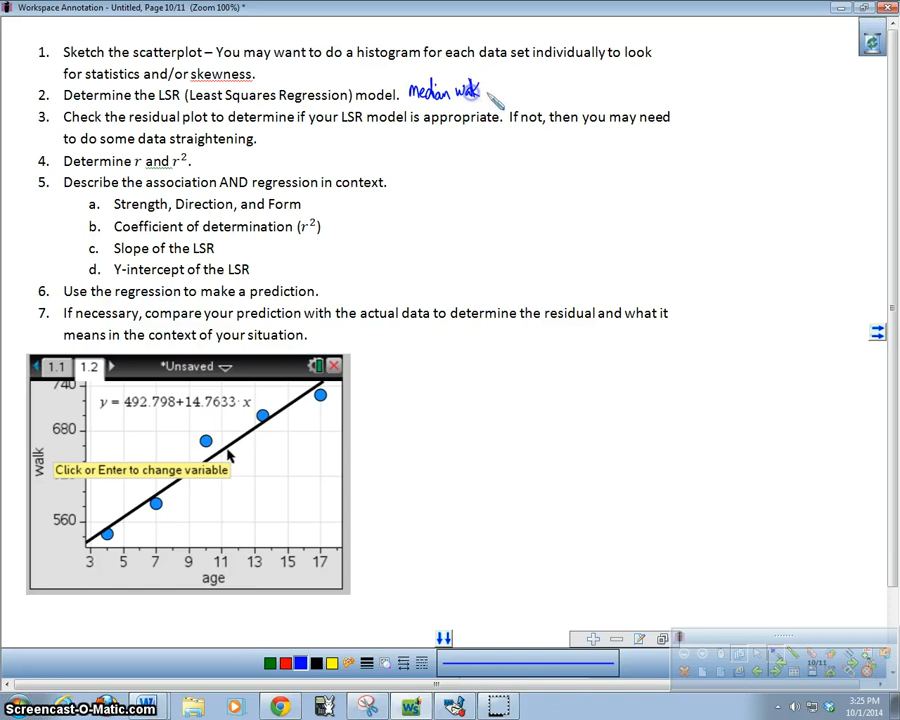 Workspace Annotation - Untitled, Page 10/11 (Zoom 100%) *
1. Sketch the scatterplot – You may want to do a histogram for each data set individually to look
for statistics and/or skewness.
2. Determine the LSR (Least Squares Regression) model. median walk
3. Check the residual plot to determine if your LSR model is appropriate. If not, then you may need
to do some data straightening.
4. Determine r and r².
5. Describe the association AND regression in context.
a. Strength, Direction, and Form
b. Coefficient of determination (r²)
c. Slope of the LSR
d. Y-intercept of the LSR
6. Use the regression to make a prediction.
7. If necessary, compare your prediction with the actual data to determine the residual and what it
means in the context of your situation.
1.1 1.2 *Unsaved
740
y = 492.798+14.7633·x
680
walk
Click or Enter to change variable
560
3 5 7 9 11 13 15 17
age
10/11
Screencast-O-Matic.com
3:25 PM
10/1/2014